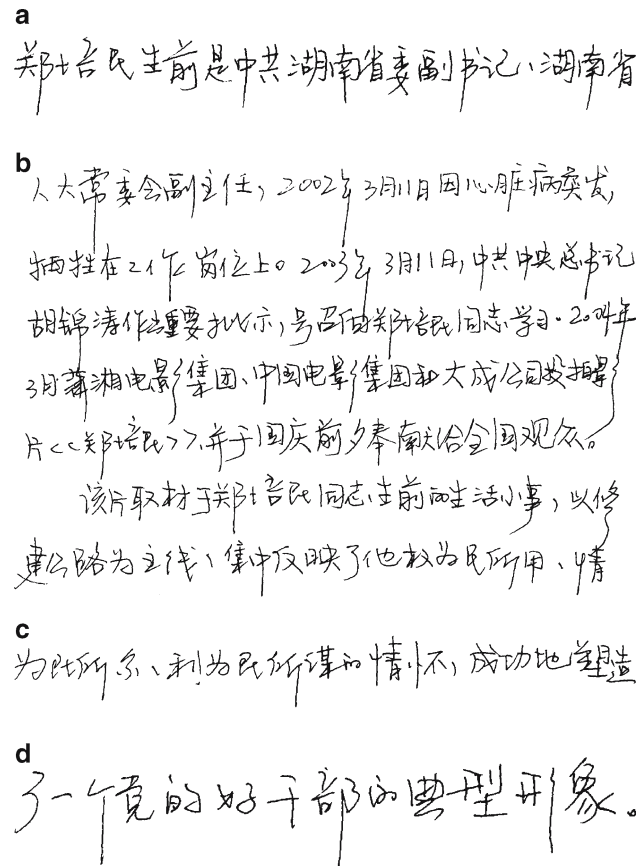 a
郑培民生前是中共湖南省委副书记、湖南省
b
人大常委会副主任，2002年3月11日因心脏病突发，
牺牲在工作岗位上。2003年3月11日，中共中央总书记
胡锦涛作出重要批示，号召向郑培民同志学习。2004年
3月潇湘电影集团、中国电影集团和大成公司投拍影
片<<郑培民>>，并于国庆前夕奉献给全国观众。
该片取材于郑培民同志生前的生活小事，以修
建公路为主线，集中反映了他权为民所用、情
c
为民所系、利为民所谋的情怀，成功地塑造
d
了一个党的好干部的典型形象。